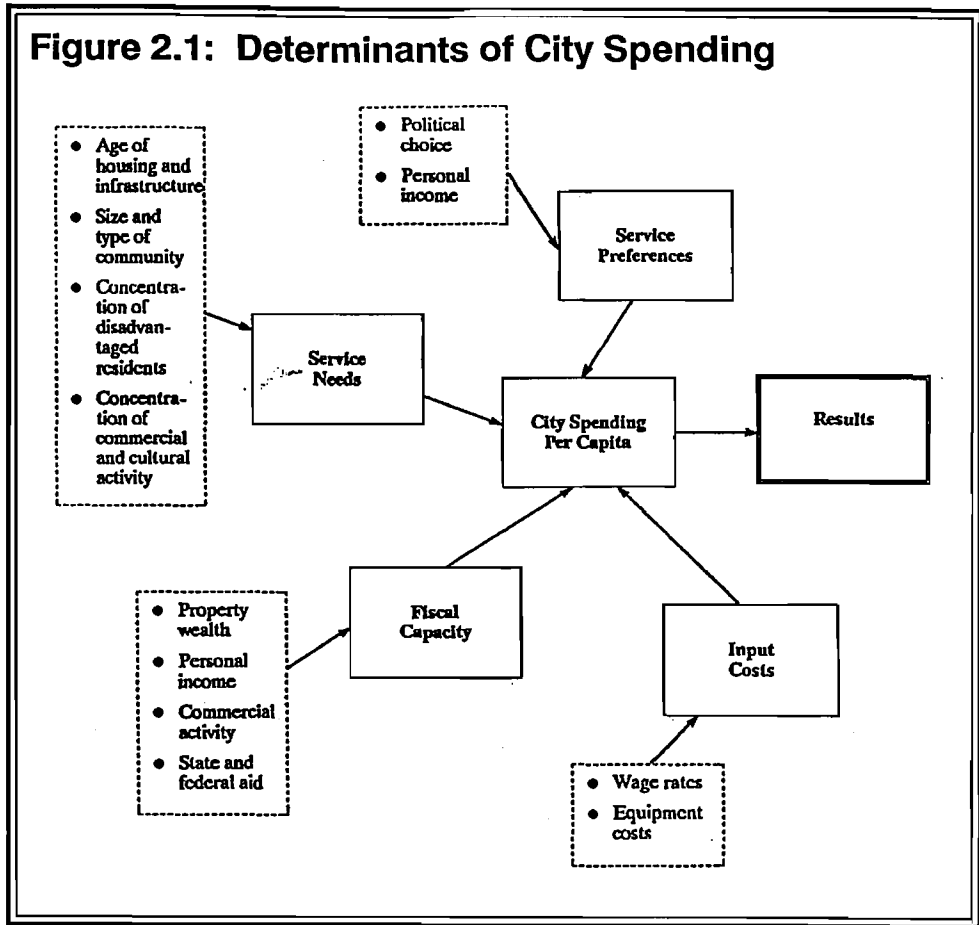 Figure 2.1: Determinants of City Spending
● Political
choice
● Personal
income
● Age of
housing and
infrastructure
● Size and
type of
community
● Concentra-
tion of
disadvan-
taged
residents
● Concentra-
tion of
commercial
and cultural
activity
Service
Preferences
Service
Needs
City Spending
Per Capita
Results
● Property
wealth
● Personal
income
● Commercial
activity
● State and
federal aid
Fiscal
Capacity
Input
Costs
● Wage rates
● Equipment
costs